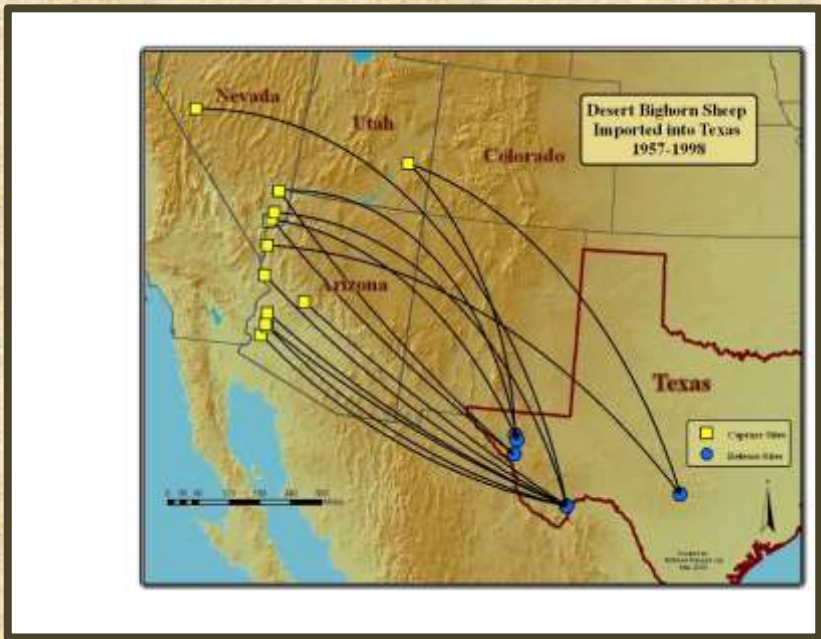 Nevada
Utah
Colorado
Desert Bighorn Sheep
Imported into Texas
1957-1998
Arizona
Texas
Capture Sites
Release Sites